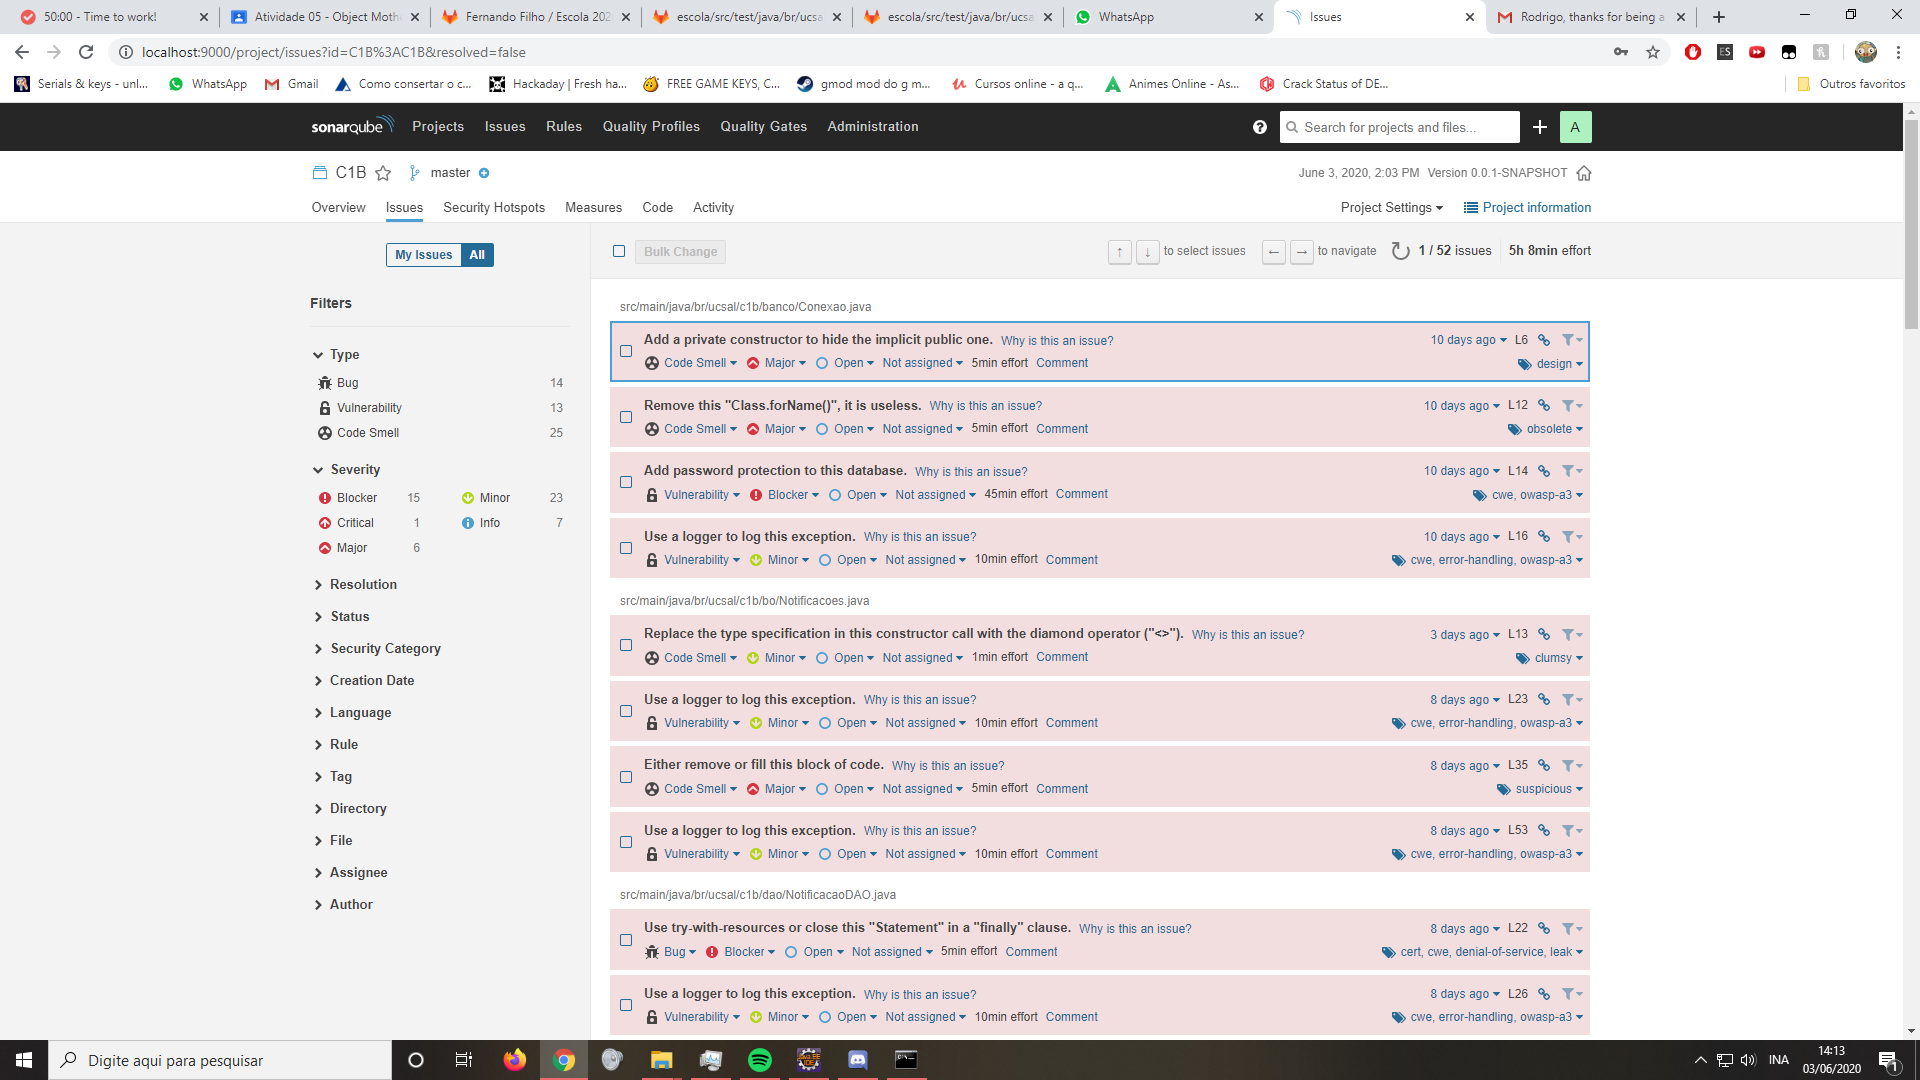 50:00 - Time to work!
Atividade 05 - Object Moth
Fernando Filho / Escola 202
escola/src/test/java/br/ucsa
escola/src/test/java/br/ucsa
WhatsApp
Issues
Rodrigo, thanks for being a
localhost:9000/project/issues?id=C1B%3AC1B&resolved=false
Serials & keys - unl...
WhatsApp
Gmail
Como consertar o c...
Hackaday | Fresh ha...
FREE GAME KEYS, C...
gmod mod do g m...
Cursos online - a q...
Animes Online - As...
Crack Status of DE...
Outros favoritos
sonarqube Projects Issues Rules Quality Profiles Quality Gates Administration
Search for projects and files...
A
C1B master
June 3, 2020, 2:03 PM Version 0.0.1-SNAPSHOT
Overview Issues Security Hotspots Measures Code Activity
Project Settings Project information
My Issues All
Bulk Change
↑ ↓ to select issues ← → to navigate 1 / 52 issues 5h 8min effort
Filters
Type
Bug 14
Vulnerability 13
Code Smell 25
Severity
Blocker 15 Minor 23
Critical 1 Info 7
Major 6
Resolution
Status
Security Category
Creation Date
Language
Rule
Tag
Directory
File
Assignee
Author
src/main/java/br/ucsal/c1b/banco/Conexao.java
Add a private constructor to hide the implicit public one. Why is this an issue? 10 days ago L6
Code Smell Major Open Not assigned 5min effort Comment design
Remove this "Class.forName()", it is useless. Why is this an issue? 10 days ago L12
Code Smell Major Open Not assigned 5min effort Comment obsolete
Add password protection to this database. Why is this an issue? 10 days ago L14
Vulnerability Blocker Open Not assigned 45min effort Comment cwe, owasp-a3
Use a logger to log this exception. Why is this an issue? 10 days ago L16
Vulnerability Minor Open Not assigned 10min effort Comment cwe, error-handling, owasp-a3
src/main/java/br/ucsal/c1b/bo/Notificacoes.java
Replace the type specification in this constructor call with the diamond operator ("<>"). Why is this an issue? 3 days ago L13
Code Smell Minor Open Not assigned 1min effort Comment clumsy
Use a logger to log this exception. Why is this an issue? 8 days ago L23
Vulnerability Minor Open Not assigned 10min effort Comment cwe, error-handling, owasp-a3
Either remove or fill this block of code. Why is this an issue? 8 days ago L35
Code Smell Major Open Not assigned 5min effort Comment suspicious
Use a logger to log this exception. Why is this an issue? 8 days ago L53
Vulnerability Minor Open Not assigned 10min effort Comment cwe, error-handling, owasp-a3
src/main/java/br/ucsal/c1b/dao/NotificacaoDAO.java
Use try-with-resources or close this "Statement" in a "finally" clause. Why is this an issue? 8 days ago L22
Bug Blocker Open Not assigned 5min effort Comment cert, cwe, denial-of-service, leak
Use a logger to log this exception. Why is this an issue? 8 days ago L26
Vulnerability Minor Open Not assigned 10min effort Comment cwe, error-handling, owasp-a3
Digite aqui para pesquisar
INA
14:13
03/06/2020
1